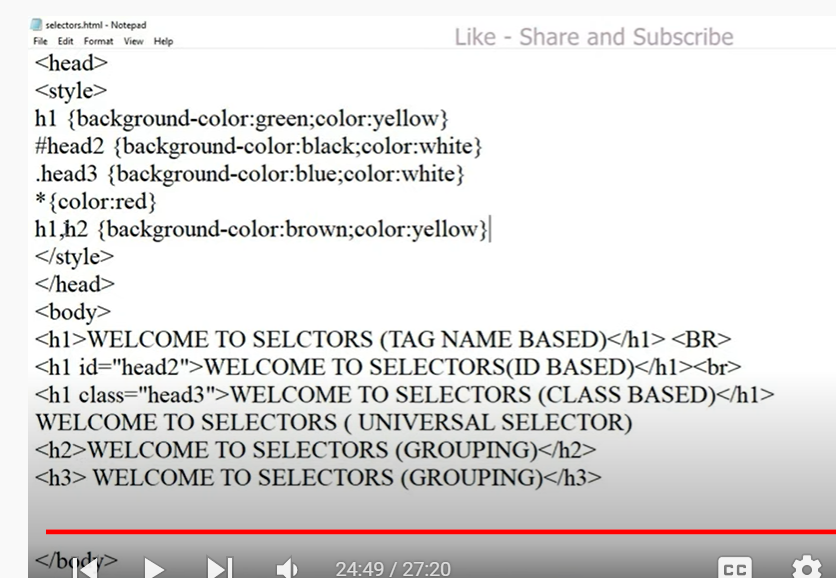 selectors.html - Notepad
File Edit Format View Help
Like - Share and Subscribe
<head>
<style>
h1 {background-color:green;color:yellow}
#head2 {background-color:black;color:white}
.head3 {background-color:blue;color:white}
*{color:red}
h1,h2 {background-color:brown;color:yellow}
</style>
</head>
<body>
<h1>WELCOME TO SELCTORS (TAG NAME BASED)</h1> <BR>
<h1 id="head2">WELCOME TO SELECTORS(ID BASED)</h1><br>
<h1 class="head3">WELCOME TO SELECTORS (CLASS BASED)</h1>
WELCOME TO SELECTORS ( UNIVERSAL SELECTOR)
<h2>WELCOME TO SELECTORS (GROUPING)</h2>
<h3> WELCOME TO SELECTORS (GROUPING)</h3>
</body>
24:49 / 27:20
CC